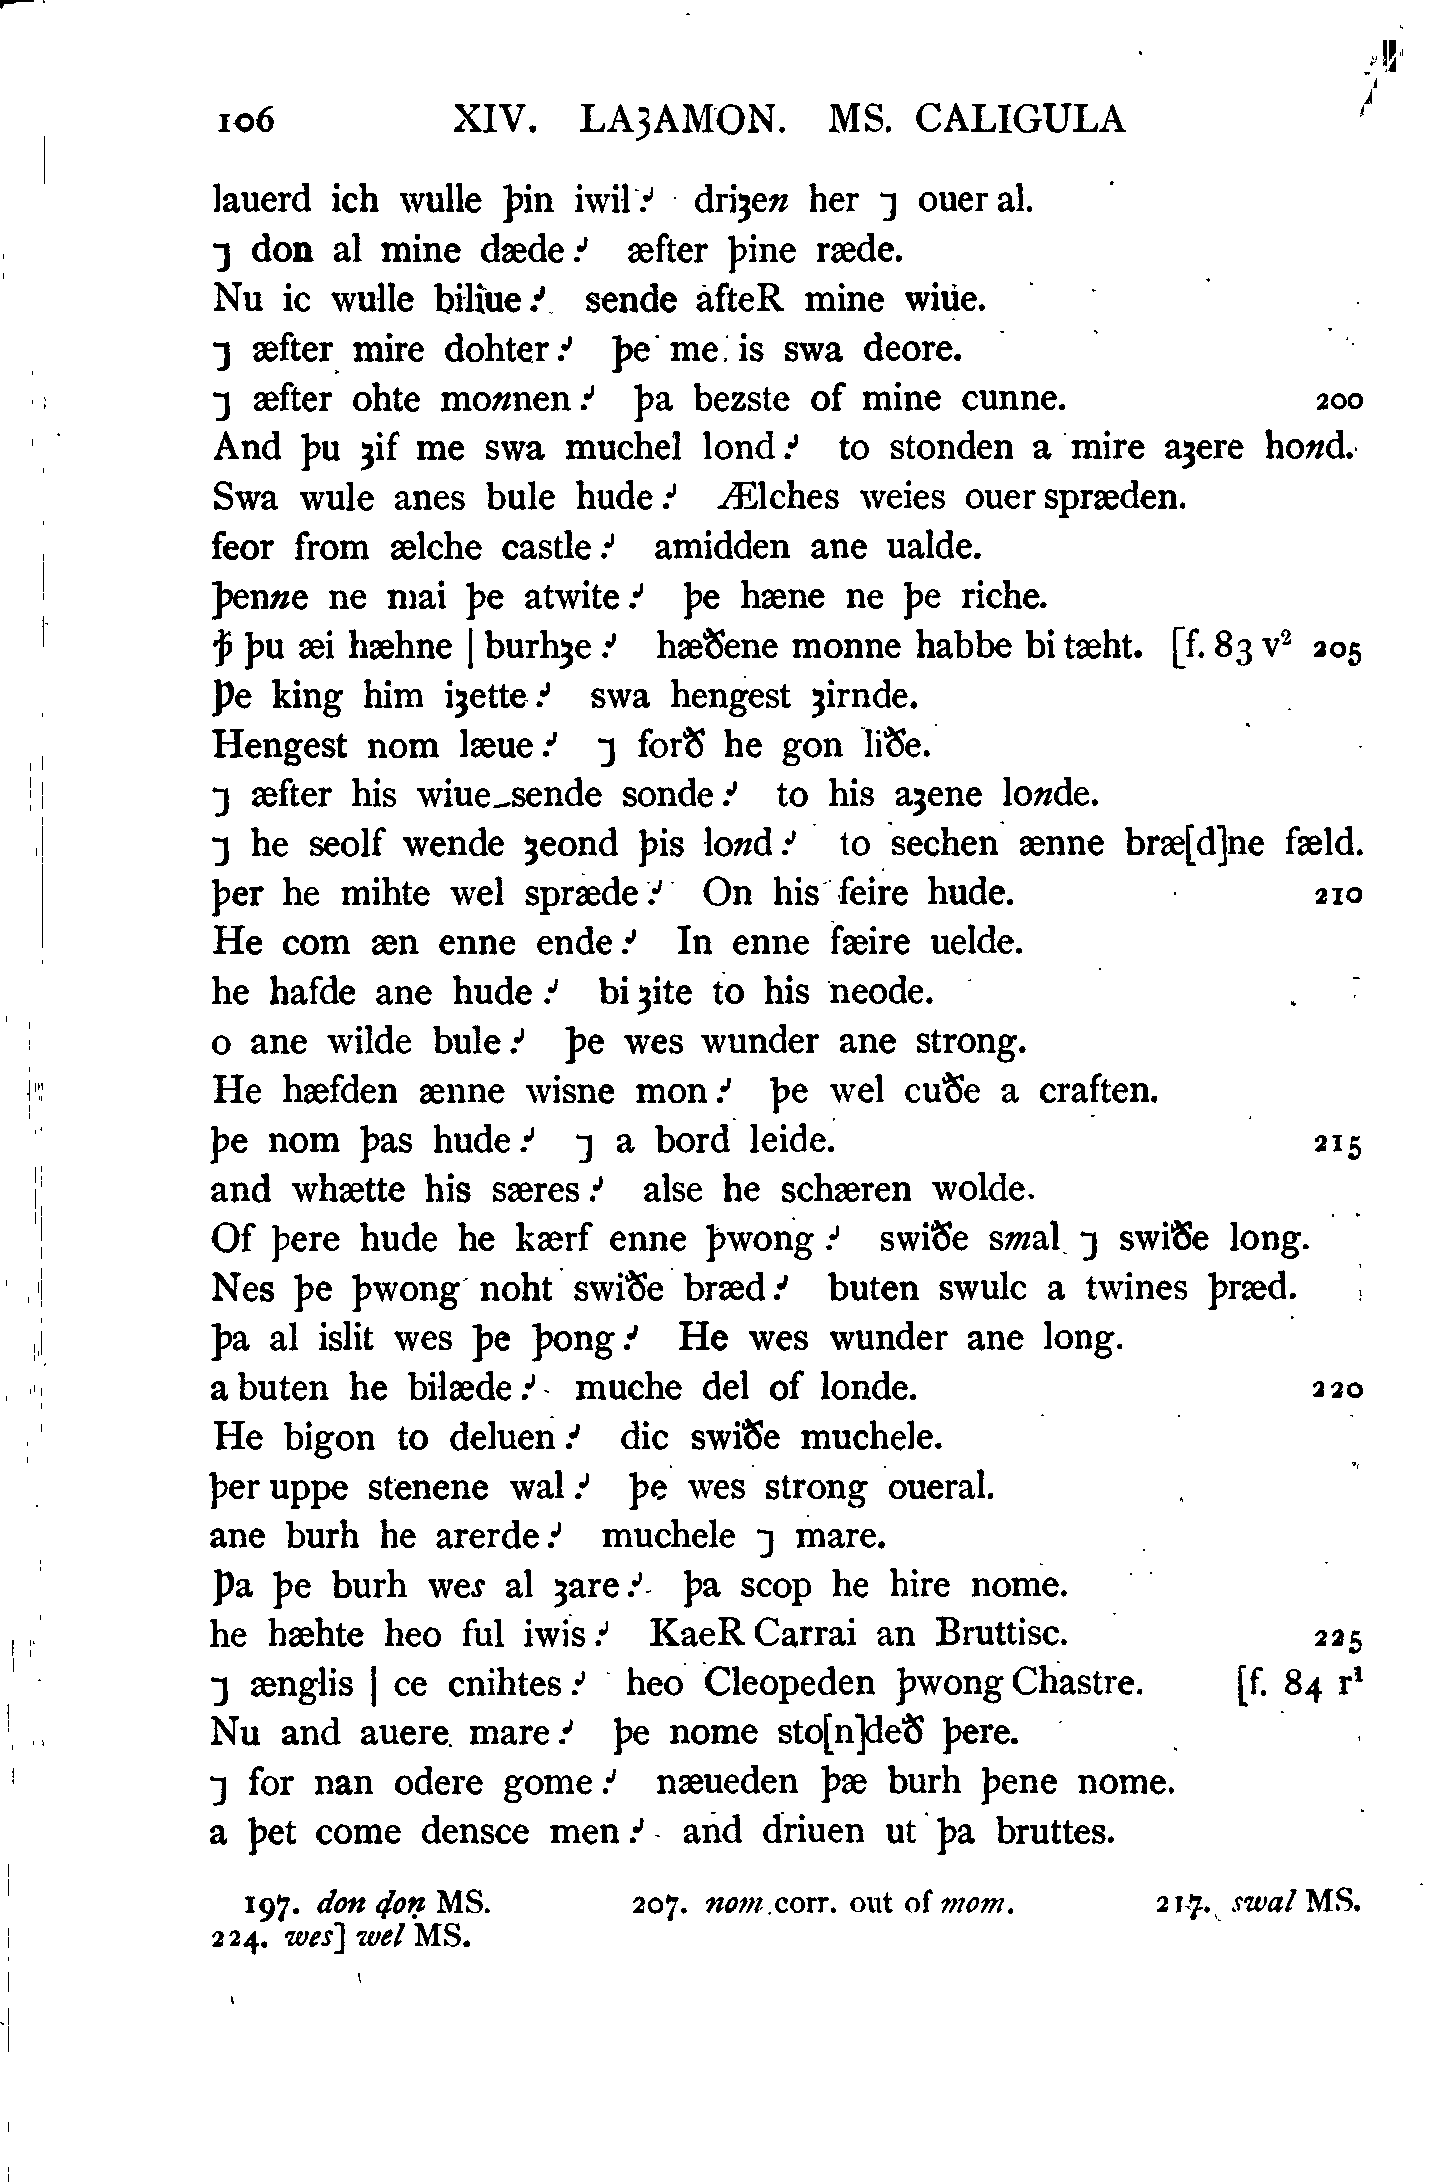 106 XIV. LAȜAMON. MS. CALIGULA
lauerd ich wulle þin iwil:· driȝen her ⁊ ouer al.
⁊ don al mine dæde:· æfter þine ræde.
Nu ic wulle biliue:· sende afteR mine wiue.
⁊ æfter mire dohter:· þe me is swa deore.
⁊ æfter ohte monnen:· þa bezste of mine cunne. 200
And þu ȝif me swa muchel lond:· to stonden a mire aȝere hond.
Swa wule anes bule hude:· Ælches weies ouer spræden.
feor from ælche castle:· amidden ane ualde.
þenne ne mai þe atwite:· þe hæne ne þe riche.
ꝥ þu æi hæhne | burhȝe:· hæðene monne habbe bi tæht. [f. 83 v² 205
Þe king him iȝette:· swa hengest ȝirnde.
Hengest nom læue:· ⁊ forð he gon liðe.
⁊ æfter his wiue_sende sonde:· to his aȝene londe.
⁊ he seolf wende ȝeond þis lond:· to sechen ænne bræ[d]ne fæld.
þer he mihte wel spræde:· On his feire hude. 210
He com æn enne ende:· In enne fæire uelde.
he hafde ane hude:· bi ȝite to his neode.
o ane wilde bule:· þe wes wunder ane strong.
He hæfden ænne wisne mon:· þe wel cuðe a craften.
þe nom þas hude:· ⁊ a bord leide. 215
and whætte his særes:· alse he schæren wolde.
Of þere hude he kærf enne þwong:· swiðe smal ⁊ swiðe long.
Nes þe þwong noht swiðe bræd:· buten swulc a twines þræd.
þa al islit wes þe þong:· He wes wunder ane long.
a buten he bilæde:· muche del of londe. 220
He bigon to deluen:· dic swiðe muchele.
þer uppe stenene wal:· þe wes strong oueral.
ane burh he arerde:· muchele ⁊ mare.
Þa þe burh wes al ȝare:· þa scop he hire nome.
he hæhte heo ful iwis:· KaeR Carrai an Bruttisc. 225
⁊ ænglis | ce cnihtes:· heo Cleopeden þwong Chastre. [f. 84 r¹
Nu and auere mare:· þe nome sto[n]deð þere.
⁊ for nan odere gome:· næueden þæ burh þene nome.
a þet come densce men:· and driuen ut þa bruttes.
197. don ḍoṇ MS. 207. nom corr. out of mom. 217. swal MS.
224. wes] wel MS.